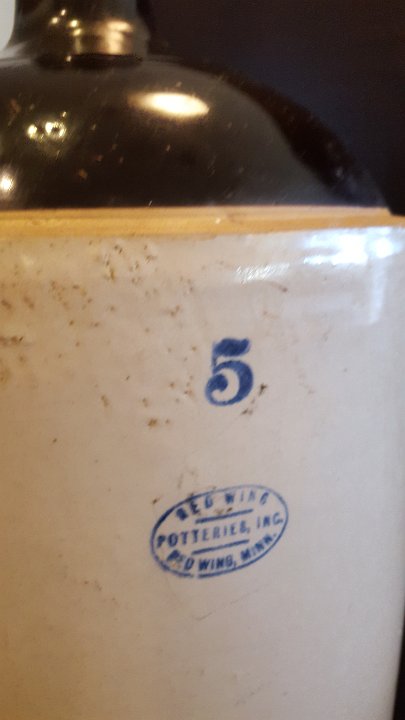 5
RED WING
POTTERIES, INC.
RED WING, MINN.